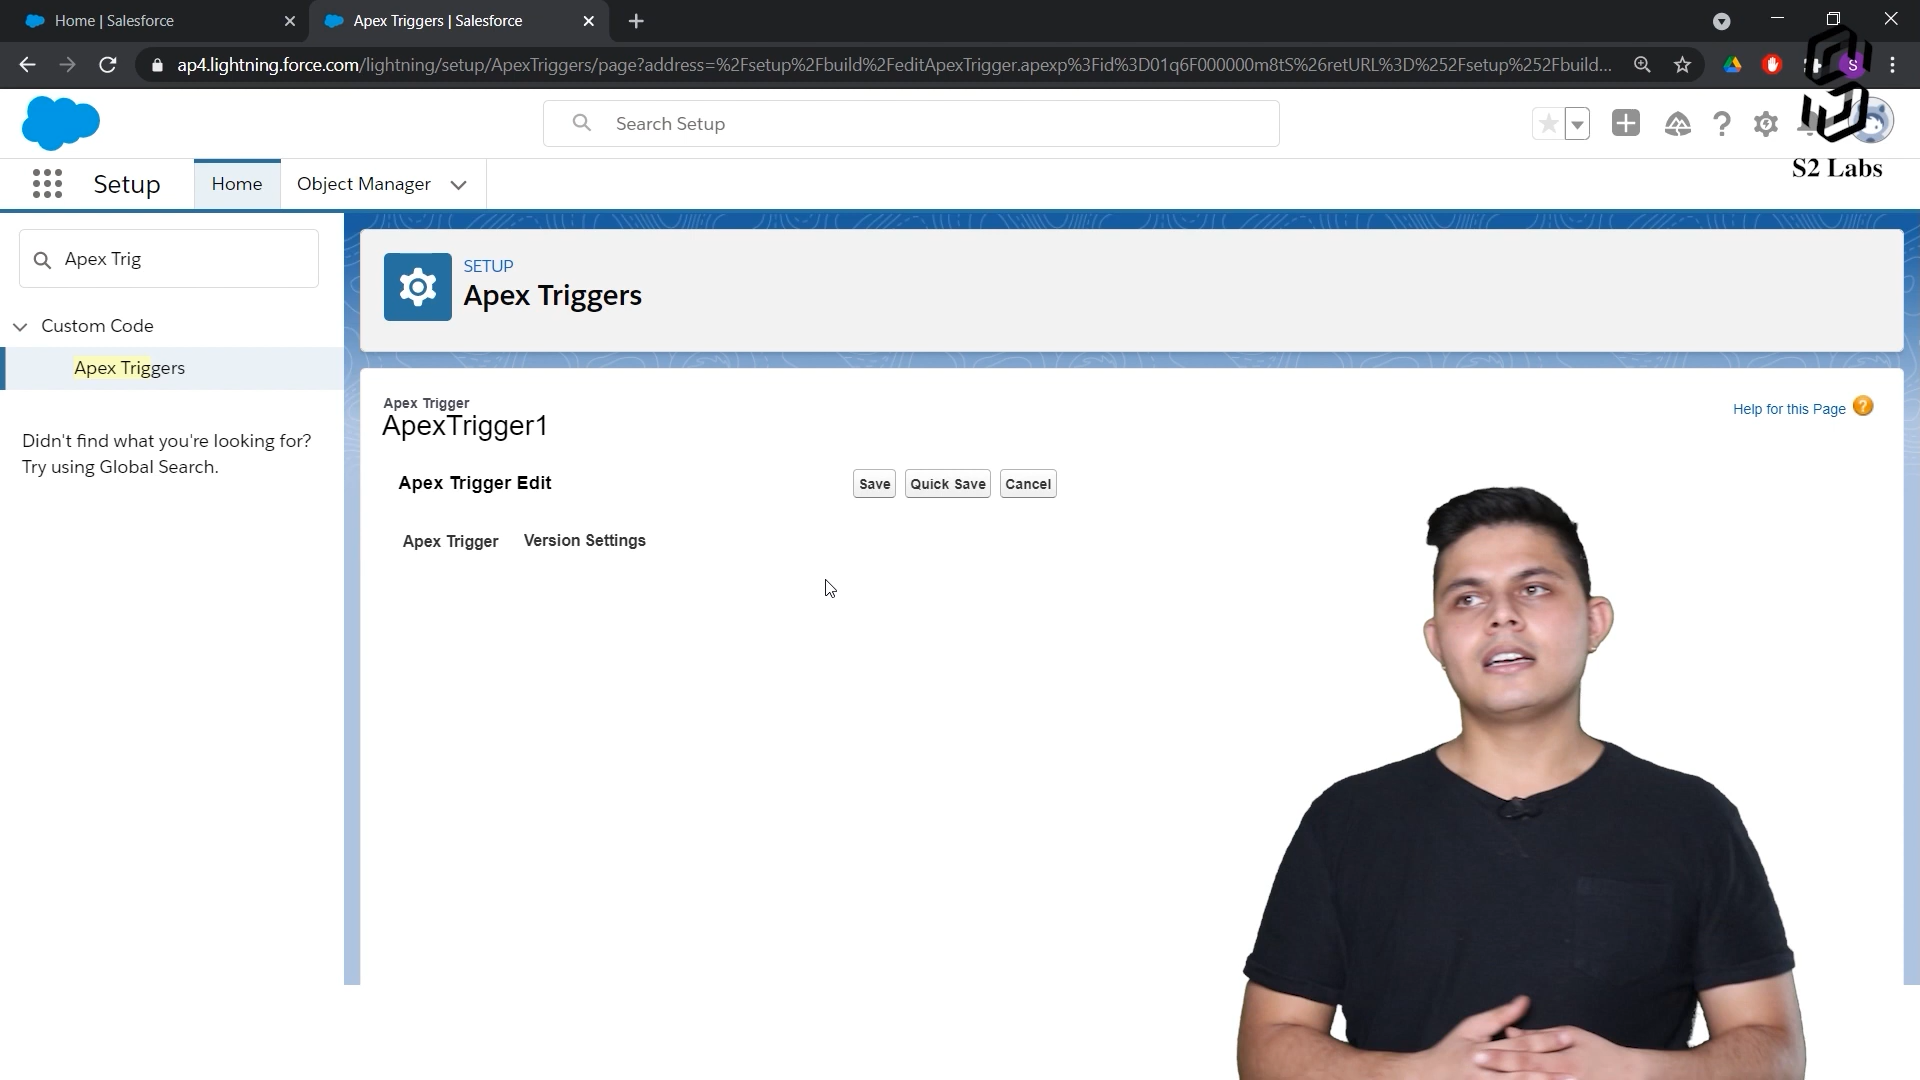 Home | Salesforce
Apex Triggers | Salesforce
ap4.lightning.force.com/lightning/setup/ApexTriggers/page?address=%2Fsetup%2Fbuild%2FeditApexTrigger.apexp%3Fid%3D01q6F000000m8tS%26retURL%3D%252Fsetup%252Fbuild...
S
Search Setup
S2 Labs
Setup
Home
Object Manager
Apex Trig
SETUP
Apex Triggers
Custom Code
Apex Triggers
Didn't find what you're looking for?
Try using Global Search.
Apex Trigger
ApexTrigger1
Help for this Page ?
Apex Trigger Edit
Save
Quick Save
Cancel
Apex Trigger
Version Settings